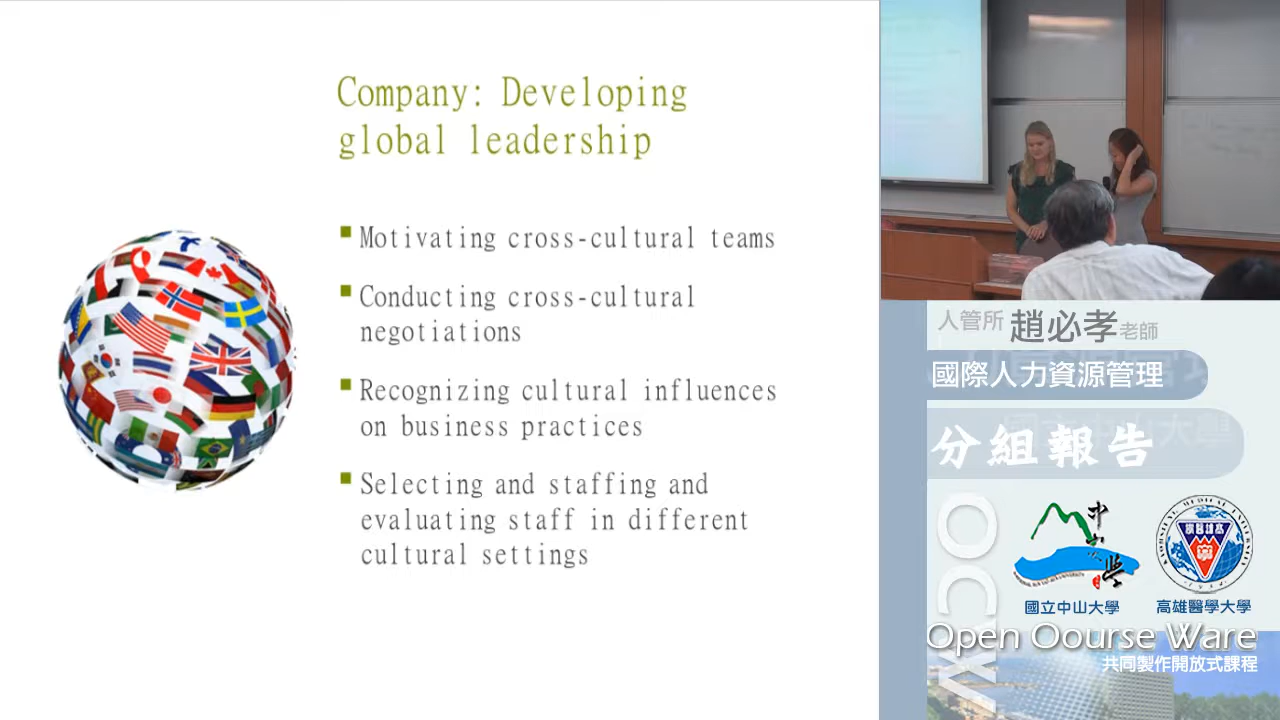 Company: Developing
global leadership
Motivating cross-cultural teams
Conducting cross-cultural
negotiations
Recognizing cultural influences
on business practices
Selecting and staffing and
evaluating staff in different
cultural settings
人管所 趙必孝老師
國際人力資源管理
分組報告
OCW
國立中山大學
高雄醫學大學
Open Oourse Ware
共同製作開放式課程